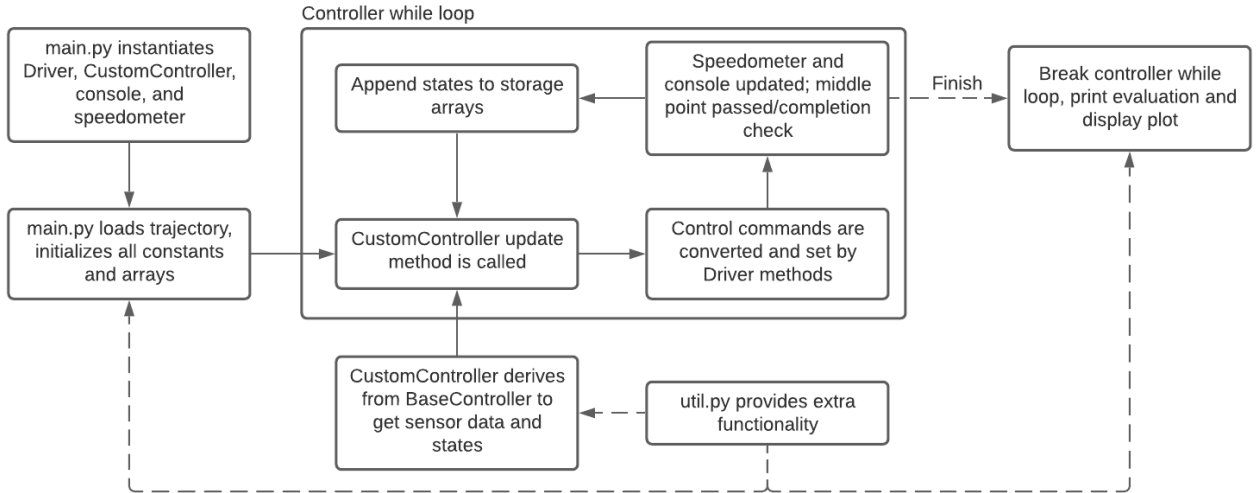 Controller while loop
main.py instantiates
Driver, CustomController,
console, and
speedometer
Append states to storage
arrays
Speedometer and
console updated; middle
point passed/completion
check
Finish
Break controller while
loop, print evaluation and
display plot
main.py loads trajectory,
initializes all constants
and arrays
CustomController update
method is called
Control commands are
converted and set by
Driver methods
CustomController derives
from BaseController to
get sensor data and
states
util.py provides extra
functionality